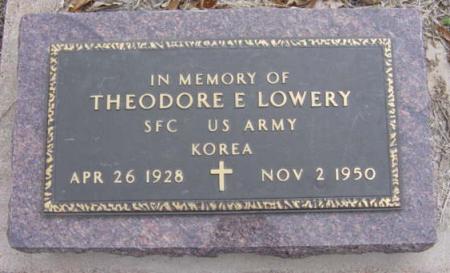 IN MEMORY OF
THEODORE E LOWERY
SFC US ARMY
KOREA
APR 26 1928 NOV 2 1950